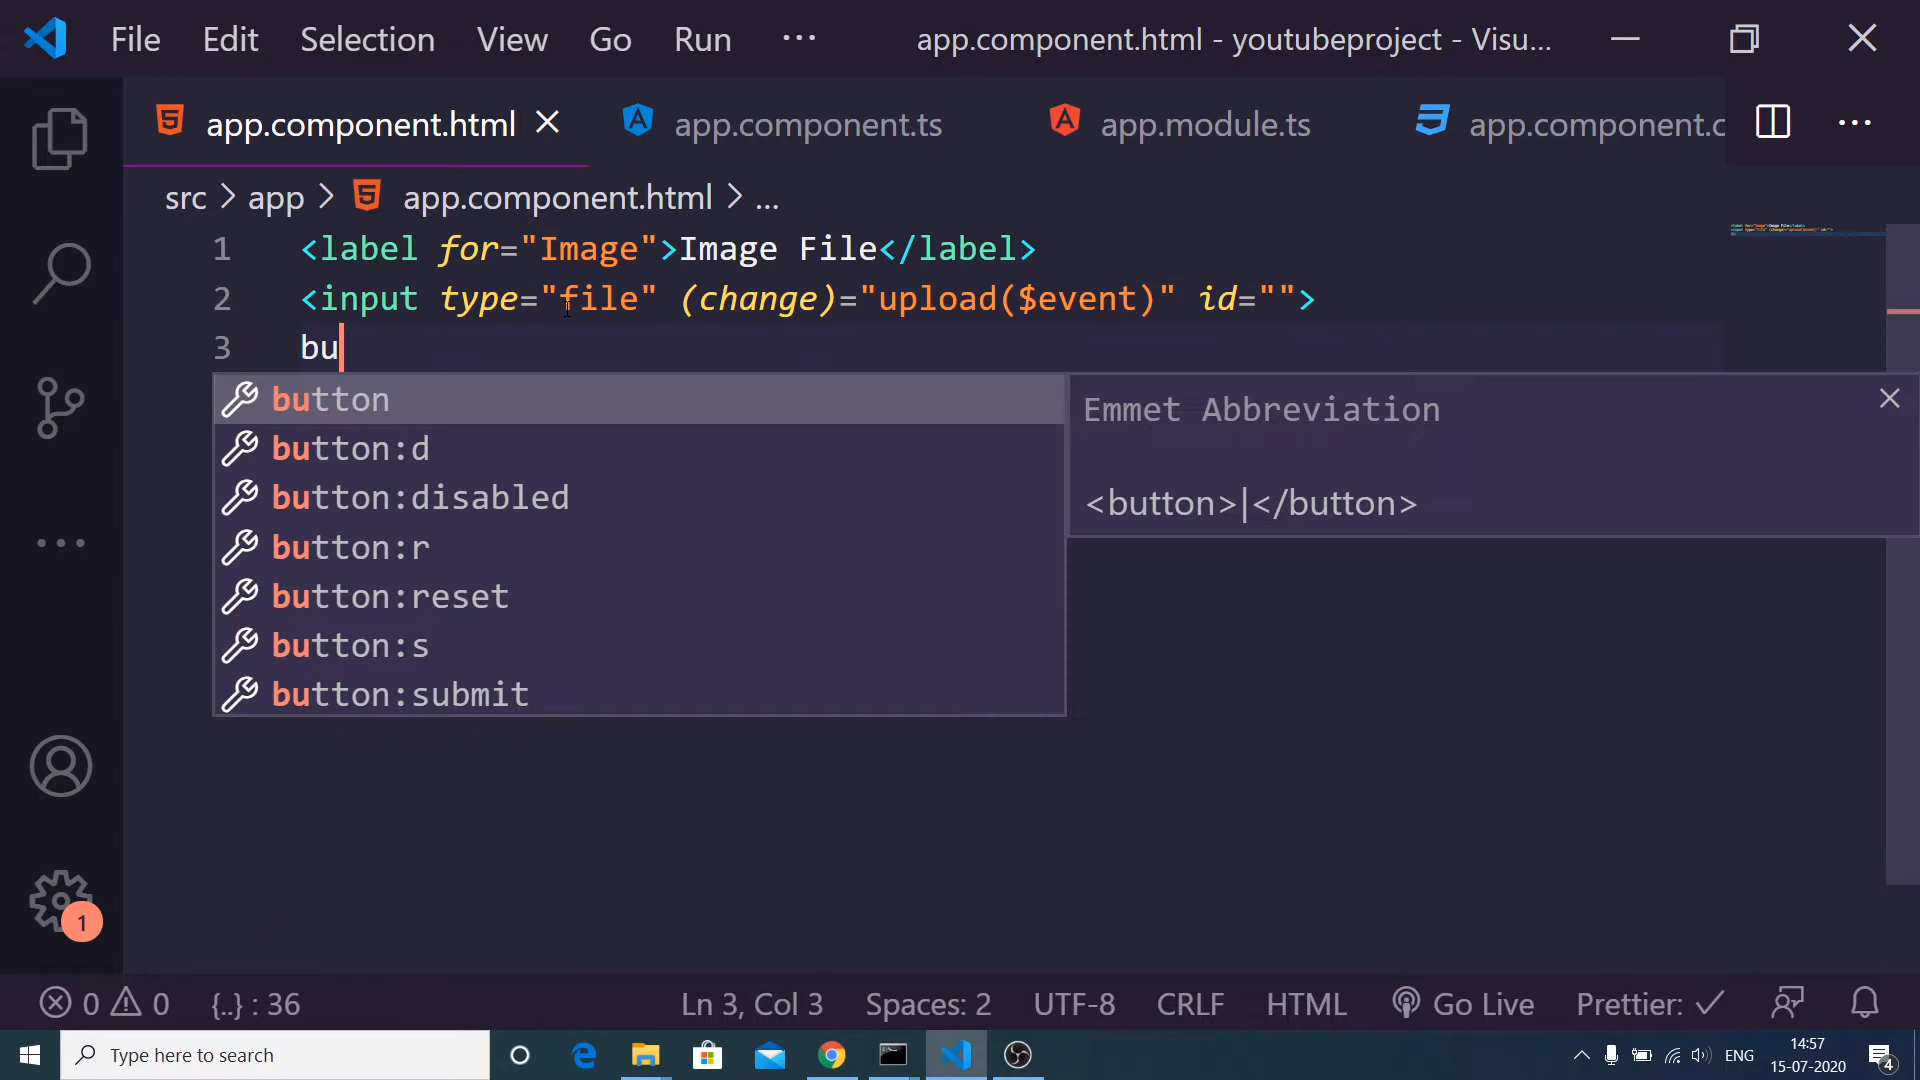 File Edit Selection View Go Run ··· app.component.html - youtubeproject - Visu...
app.component.html app.component.ts app.module.ts app.component.c
src > app > app.component.html > ...
1 <label for="Image">Image File</label>
2 <input type="file" (change)="upload($event)" id="">
3 bu
button
button:d
button:disabled
button:r
button:reset
button:s
button:submit
Emmet Abbreviation
<button>|</button>
1
0 0 {..} : 36 Ln 3, Col 3 Spaces: 2 UTF-8 CRLF HTML Go Live Prettier: ✓
Type here to search ENG 14:57
15-07-2020 4